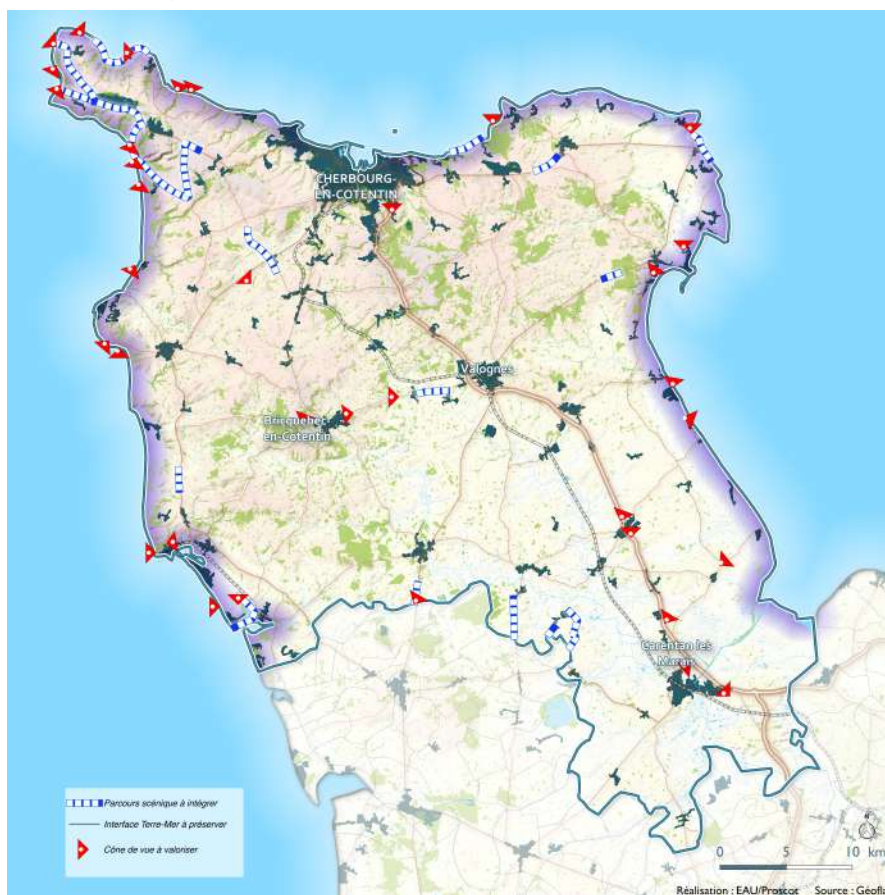 CHERBOURG-
EN-COTENTIN
Valognes
Bricquebec-
en-Cotentin
Carentan les
Marais
Parcours scénique à intégrer
Interface Terre-Mer à préserver
Cône de vue à valoriser
0 5 10 km
Réalisation : EAU/Proscot Source : Géofla